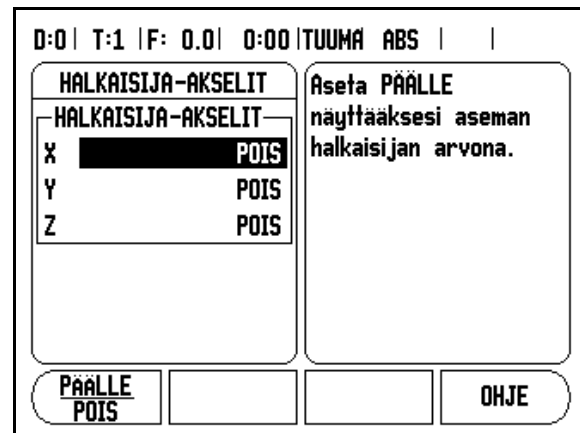 D:0 | T:1 | F: 0.0 | 0:00 | TUUMA ABS | |
HALKAISIJA-AKSELIT
HALKAISIJA-AKSELIT
X POIS
Y POIS
Z POIS
Aseta PÄÄLLE
näyttääksesi aseman
halkaisijan arvona.
PÄÄLLE
POIS
OHJE